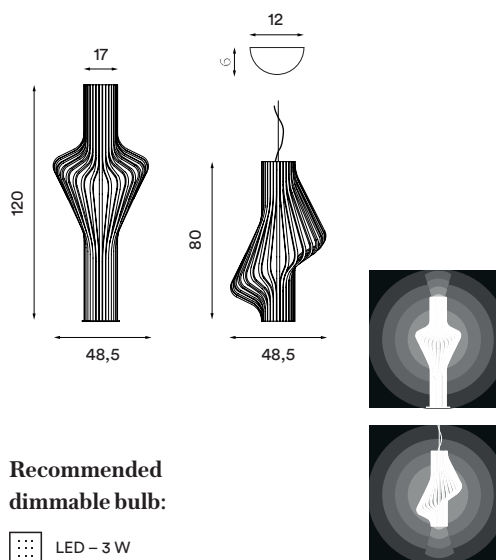 12
17
6
120
80
48,5
48,5
Recommended
dimmable bulb:
LED – 3 W